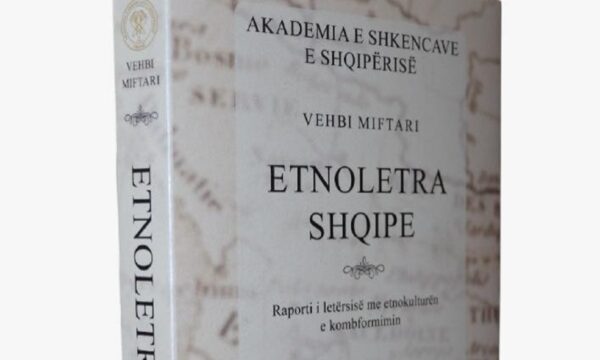 VEHBI
MIFTARI
ETNOLETR
AKADEMIA E SHKENCAVE
E SHQIPËRISË
VEHBI MIFTARI
ETNOLETRA
SHQIPE
Raporti i letërsisë me etnokulturën
e kombformimin